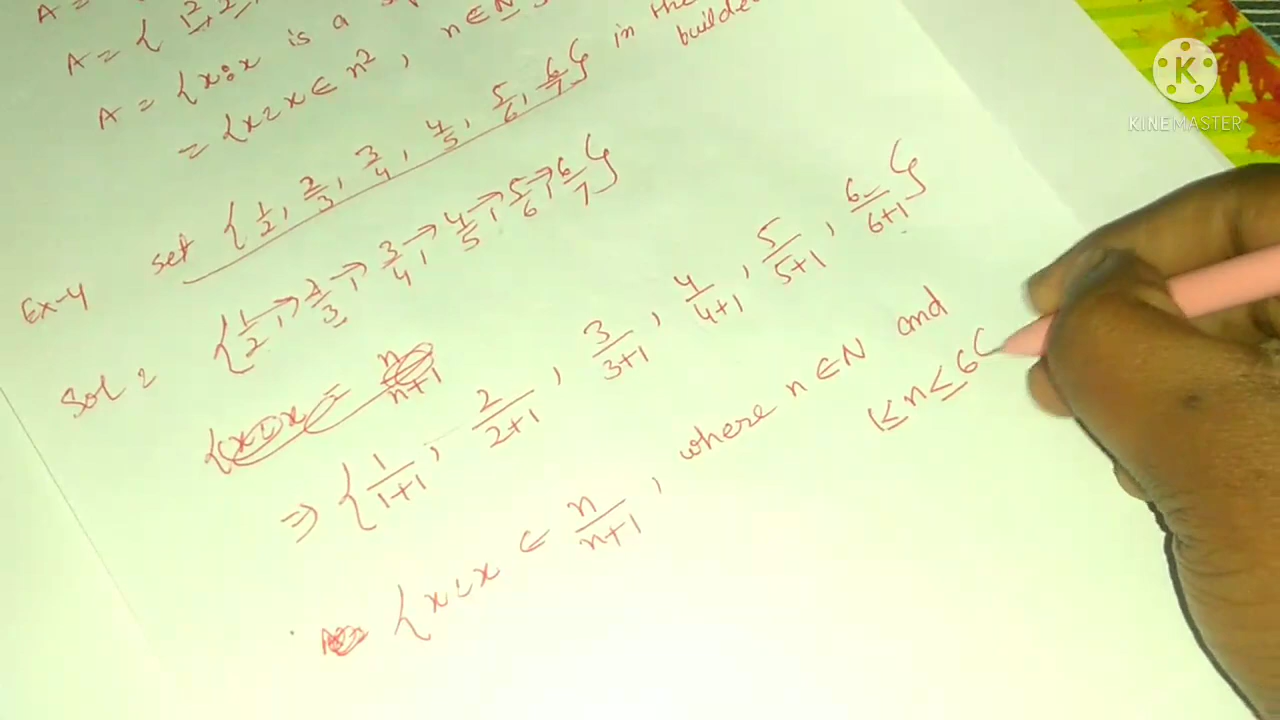 A =
A = { 1², 2²,
A = { x : x is a
= { x : x ∈ n², n ∈ N
Ex-4 set { 1/2, 2/3, 3/4, 4/5, 5/6, 6/7 } in the
builder
Sol : { 1/2, → 2/3, → 3/4, → 4/5, → 5/6, → 6/7 }
{ x : x = n/n+1
⇒ { 1/1+1, 2/2+1, 3/3+1, 4/4+1, 5/5+1, 6/6+1 }
{ x : x ∈ n/n+1, where n ∈ N and
1 ≤ n ≤ 6
KINEMASTER